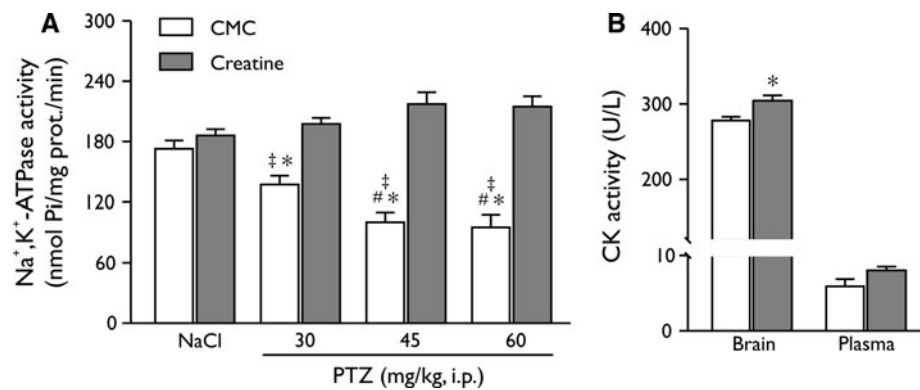 A
Na⁺,K⁺-ATPase activity
(nmol Pi/mg prot./min)
300
240
180
120
60
0
CMC
Creatine
‡ *
‡
# *
‡
# *
NaCl
30
45
60
PTZ (mg/kg, i.p.)
B
CK activity (U/L)
400
300
200
10
0
*
Brain
Plasma